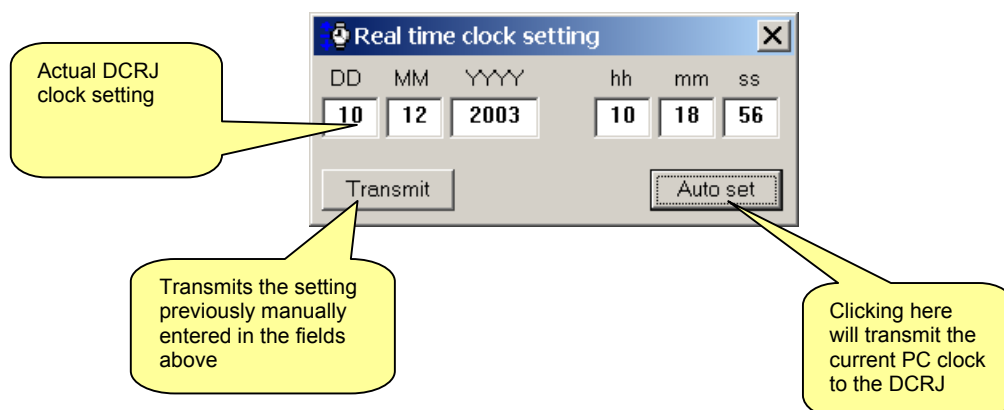 Real time clock setting
Actual DCRJ
clock setting
DD MM YYYY hh mm ss
10 12 2003 10 18 56
Transmit Auto set
Transmits the setting
previously manually
entered in the fields
above
Clicking here
will transmit the
current PC clock
to the DCRJ